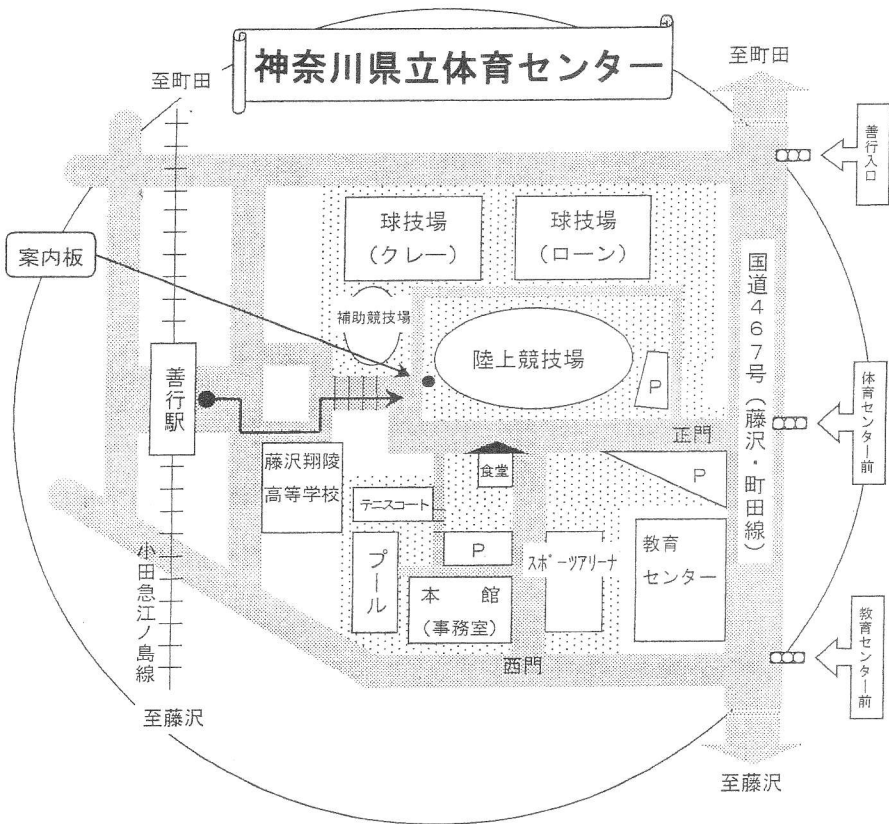 神奈川県立体育センター
至町田
至町田
善行入口
球技場
(クレー)
球技場
(ローン)
案内板
補助競技場
陸上競技場
P
国道467号(藤沢・町田線)
体育センター前
善行駅
正門
藤沢翔陵
高等学校
食堂
P
テニスコート
プール
P
スポーツアリーナ
教育
センター
本 館
(事務室)
小田急江ノ島線
西門
教育センター前
至藤沢
至藤沢